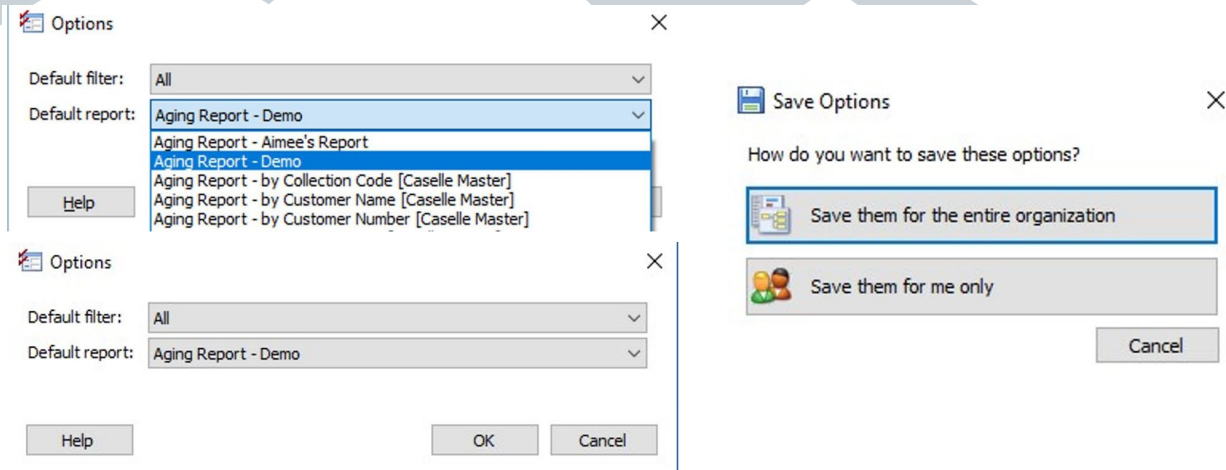 Options
Default filter: All
Default report: Aging Report - Demo
Aging Report - Aimee's Report
Aging Report - Demo
Aging Report - by Collection Code [Caselle Master]
Aging Report - by Customer Name [Caselle Master]
Aging Report - by Customer Number [Caselle Master]
Help
Options
Default filter: All
Default report: Aging Report - Demo
Help OK Cancel
Save Options
How do you want to save these options?
Save them for the entire organization
Save them for me only
Cancel